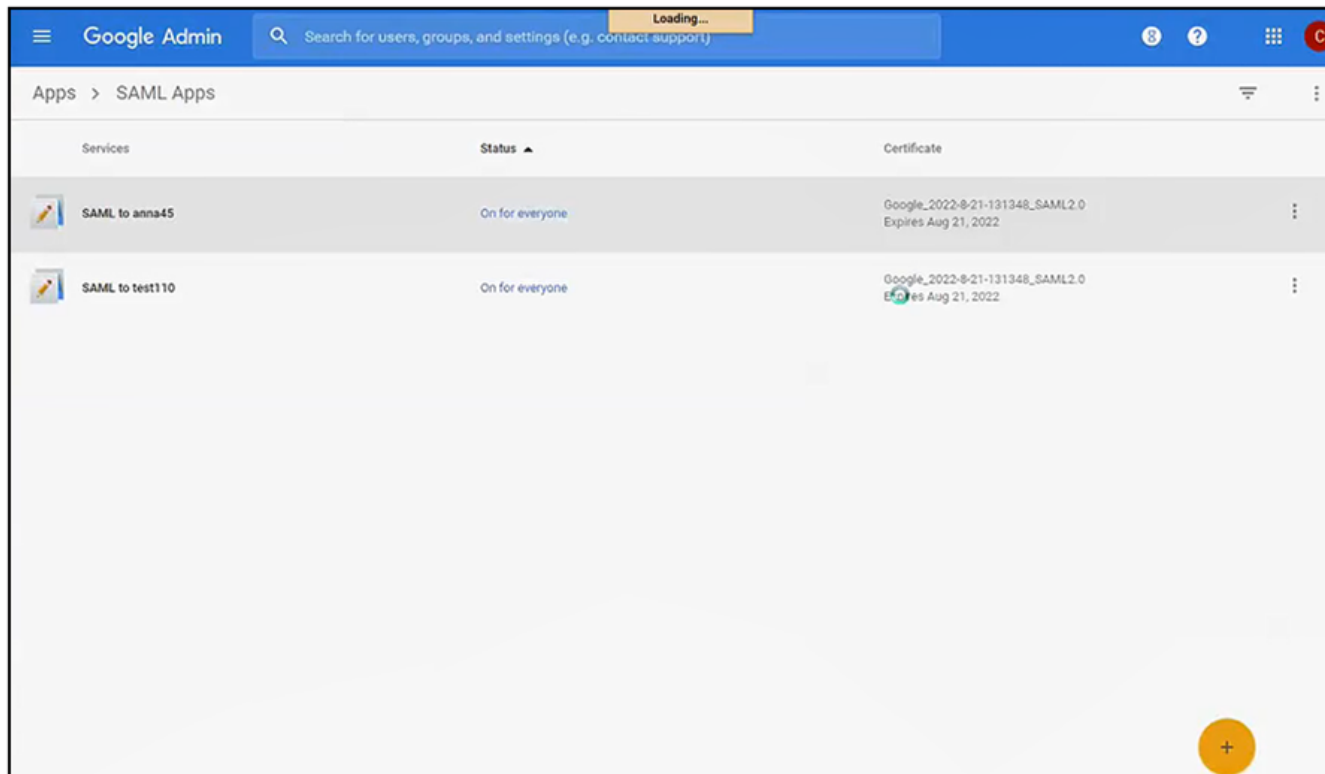 Loading...
Google Admin
Search for users, groups, and settings (e.g. contact support)
8
?
C
Apps > SAML Apps
Services
Status
Certificate
SAML to anna45
On for everyone
Google_2022-8-21-131348_SAML2.0
Expires Aug 21, 2022
SAML to test110
On for everyone
Google_2022-8-21-131348_SAML2.0
Expires Aug 21, 2022
+